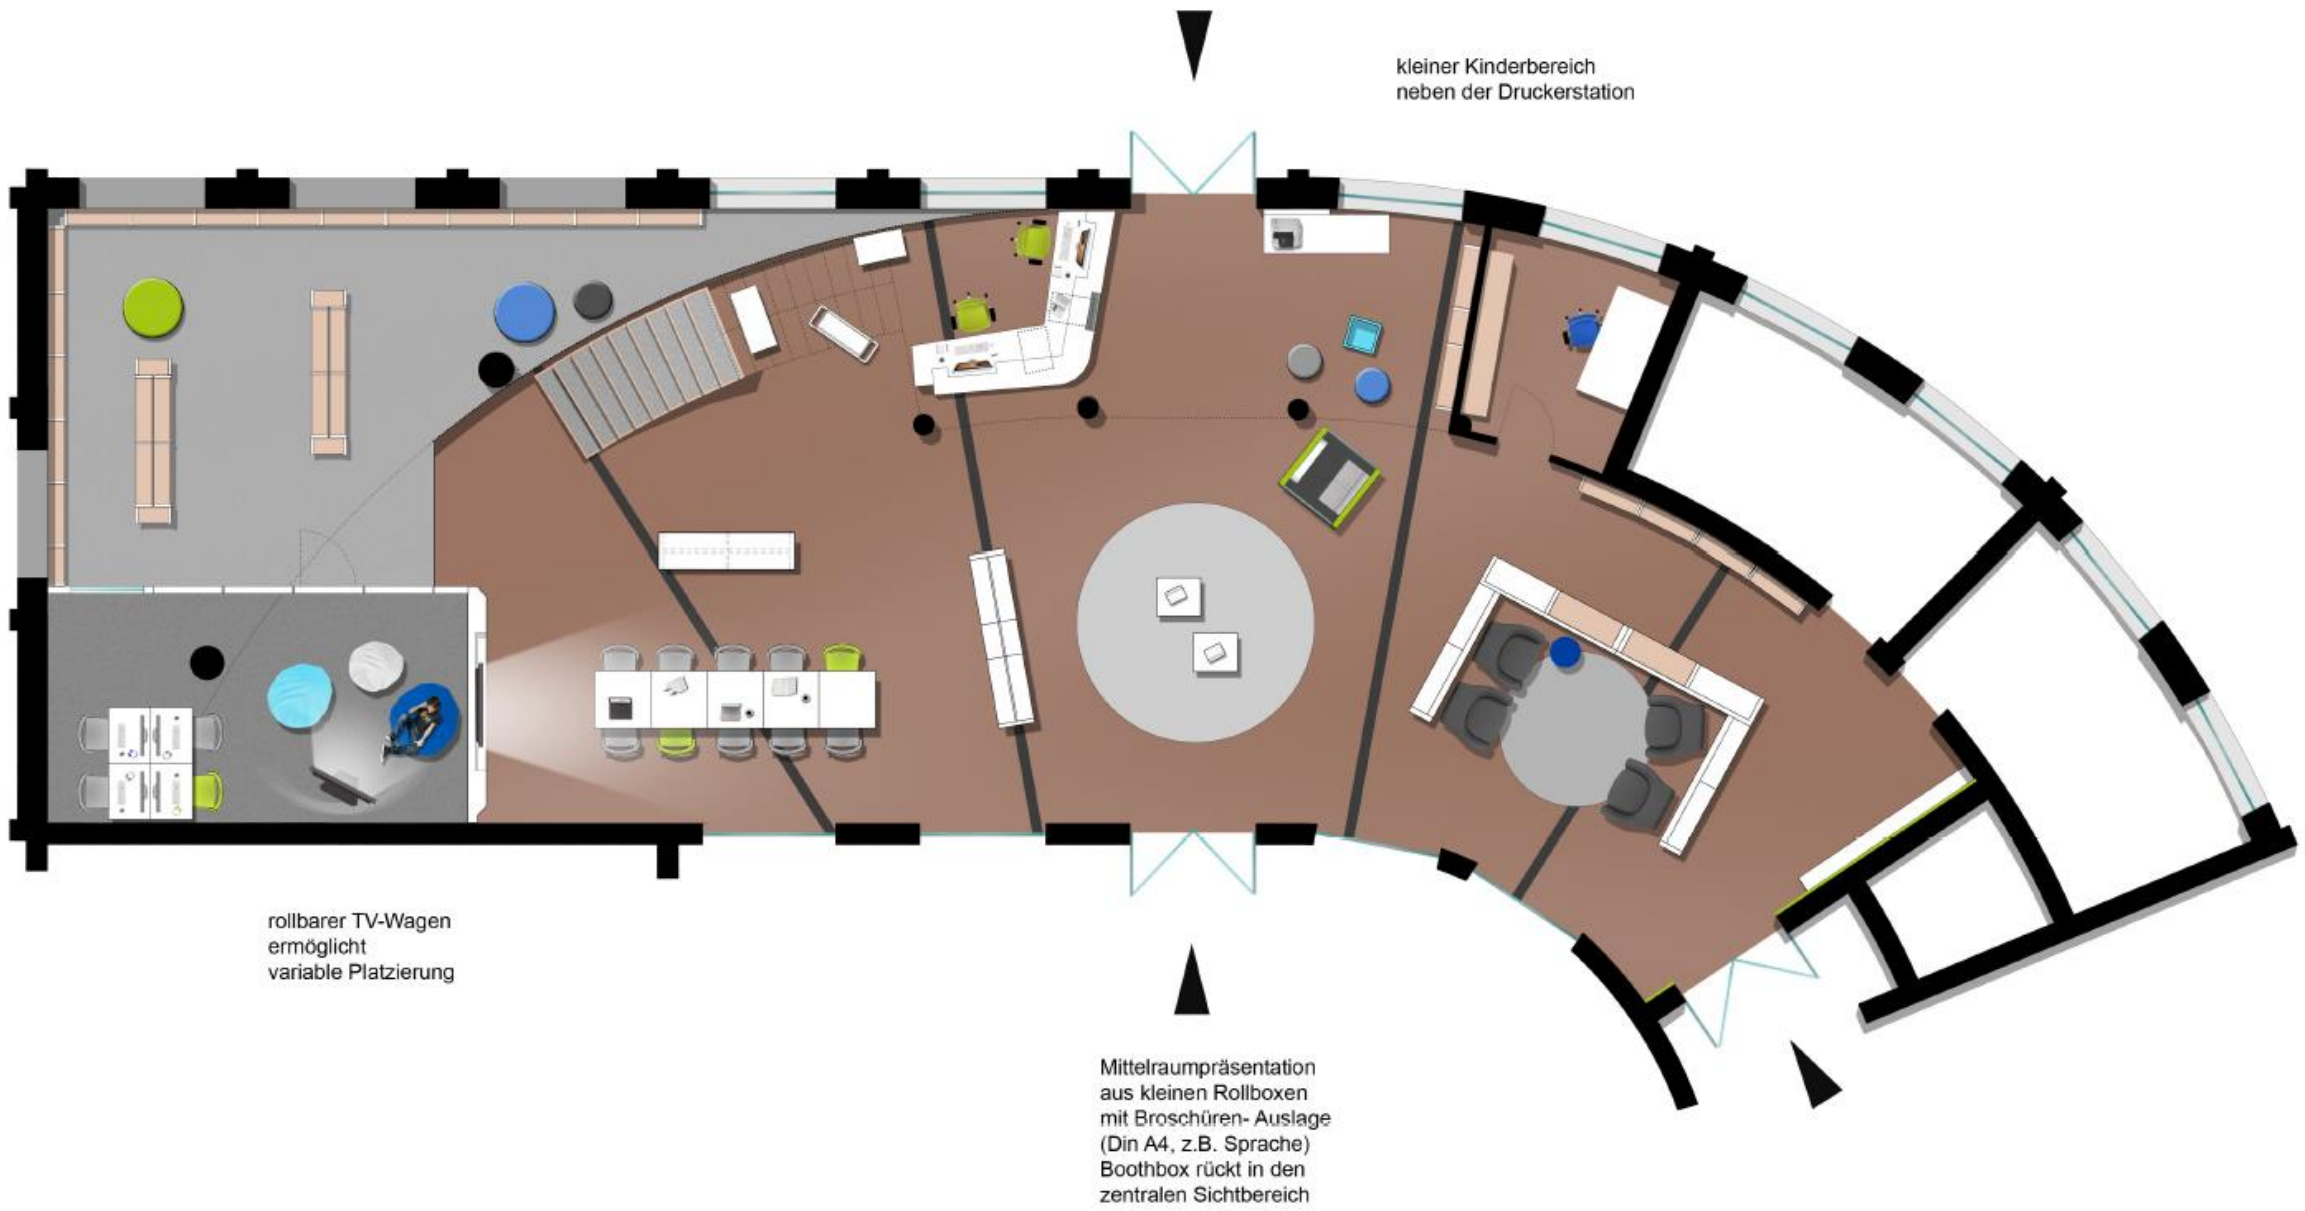 kleiner Kinderbereich
neben der Druckerstation
rollbarer TV-Wagen
ermöglicht
variable Platzierung
Mittelraumpräsentation
aus kleinen Rollboxen
mit Broschüren- Auslage
(Din A4, z.B. Sprache)
Boothbox rückt in den
zentralen Sichtbereich